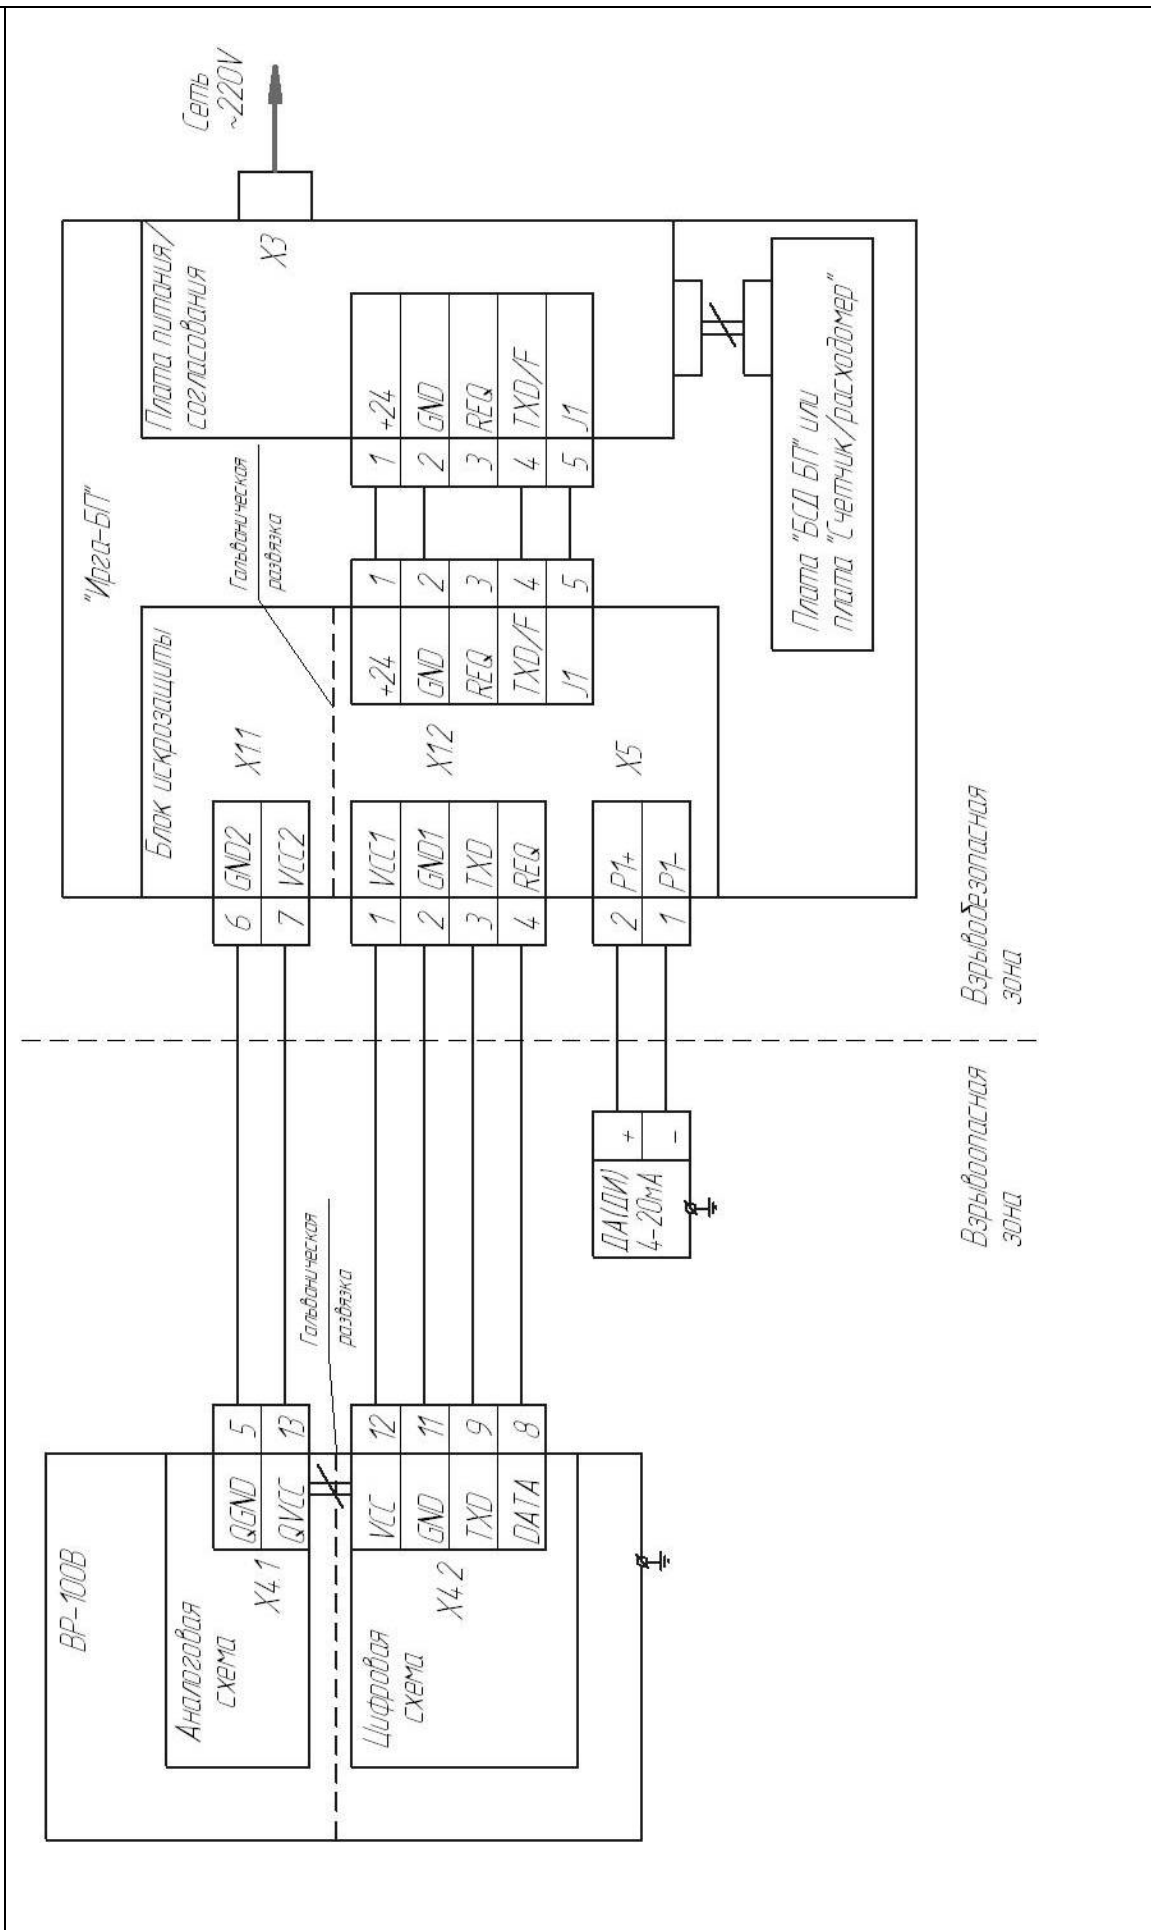 ВР-100В
Аналоговая
схема
X4.1
QGND 5
QVCC 13
Гальваническая
развязка
Цифровая
схема
X4.2
VCC 12
GND 11
TXD 9
DATA 8
ДА(ДИ)
4-20мА
+
-
Взрывоопасная
зона
Взрывобезопасная
зона
"Ирга-БП"
Блок искрозащиты
X1.1
6 GND2
7 VCC2
X1.2
1 VCC1
2 GND1
3 TXD
4 REQ
X5
2 P1+
1 P1-
Гальваническая
развязка
+24 1
GND 2
REQ 3
TXD/F 4
J1 5
Плата питания/
согласования
1 +24
2 GND
3 REQ
4 TXD/F
5 J1
X3
Сеть
~220V
Плата "БСД БП" или
плата "Счетчик/расходомер"